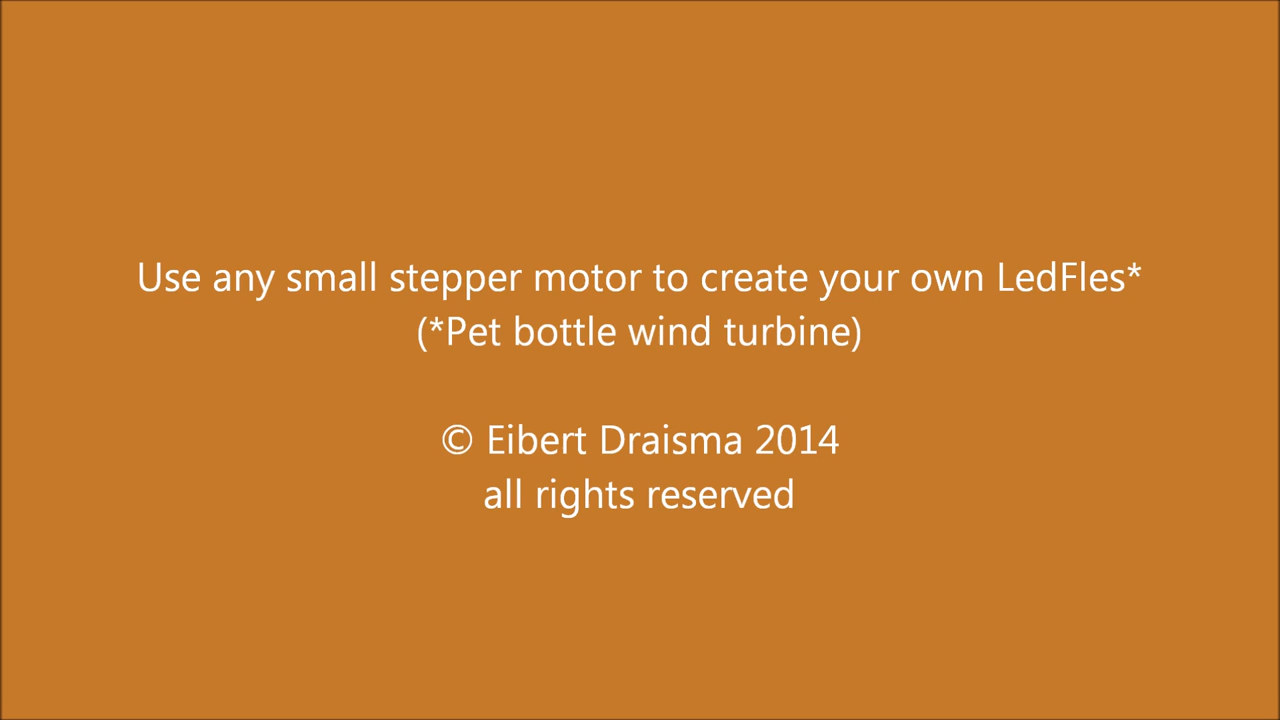 Use any small stepper motor to create your own LedFles*
(*Pet bottle wind turbine)
© Eibert Draisma 2014
all rights reserved